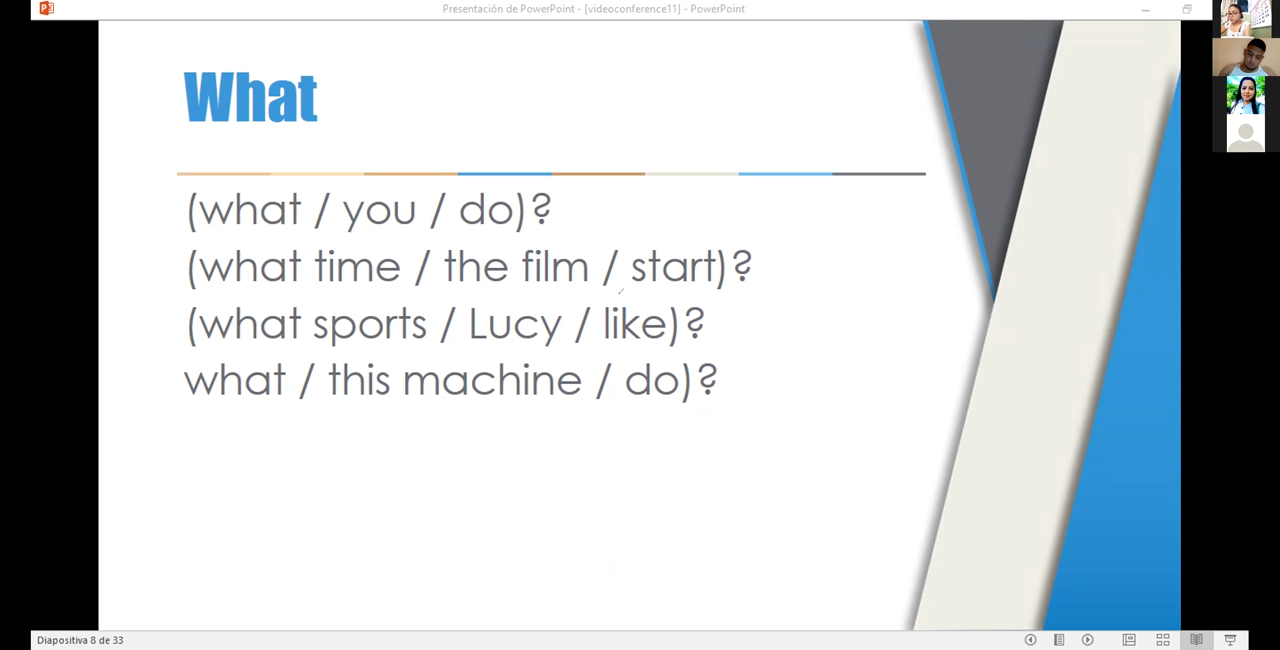 Presentación de PowerPoint - [videoconference11] - PowerPoint
What
(what / you / do)?
(what time / the film / start)?
(what sports / Lucy / like)?
what / this machine / do)?
Diapositiva 8 de 33